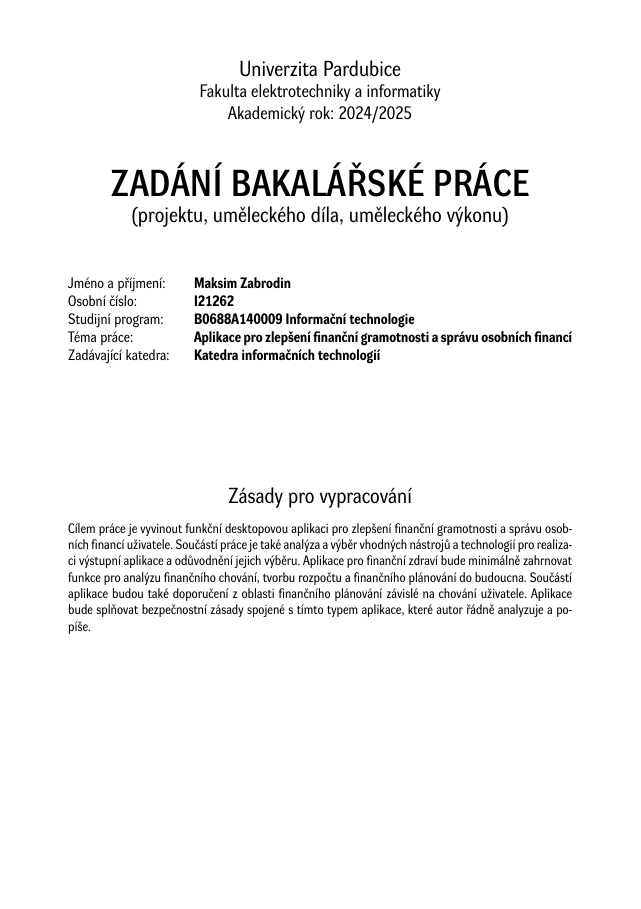 Univerzita Pardubice
Fakulta elektrotechniky a informatiky
Akademický rok: 2024/2025
ZADÁNÍ BAKALÁŘSKÉ PRÁCE
(projektu, uměleckého díla, uměleckého výkonu)
Jméno a příjmení: Maksim Zabrodin
Osobní číslo: I21262
Studijní program: B0688A140009 Informační technologie
Téma práce: Aplikace pro zlepšení finanční gramotnosti a správu osobních financí
Zadávající katedra: Katedra informačních technologií
Zásady pro vypracování
Cílem práce je vyvinout funkční desktopovou aplikaci pro zlepšení finanční gramotnosti a správu osob-
ních financí uživatele. Součástí práce je také analýza a výběr vhodných nástrojů a technologií pro realiza-
ci výstupní aplikace a odůvodnění jejich výběru. Aplikace pro finanční zdraví bude minimálně zahrnovat
funkce pro analýzu finančního chování, tvorbu rozpočtu a finančního plánování do budoucna. Součástí
aplikace budou také doporučení z oblasti finančního plánování závislé na chování uživatele. Aplikace
bude splňovat bezpečnostní zásady spojené s tímto typem aplikace, které autor řádně analyzuje a po-
píše.